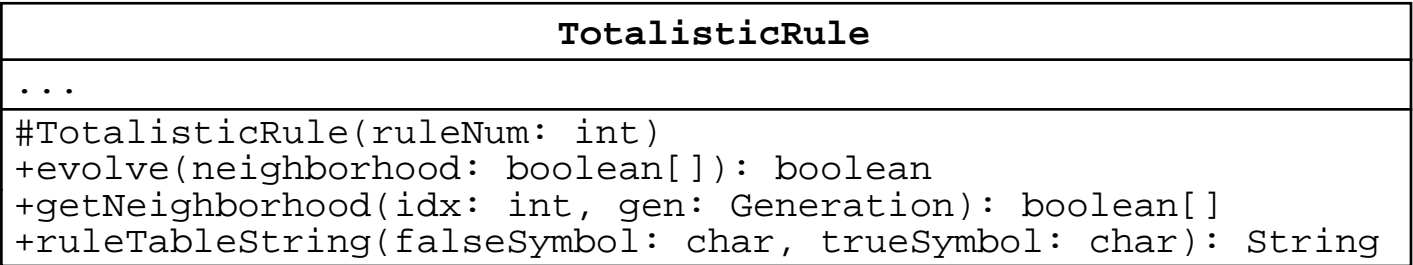 TotalisticRule
...
#TotalisticRule(ruleNum: int)
+evolve(neighborhood: boolean[]): boolean
+getNeighborhood(idx: int, gen: Generation): boolean[]
+ruleTableString(falseSymbol: char, trueSymbol: char): String